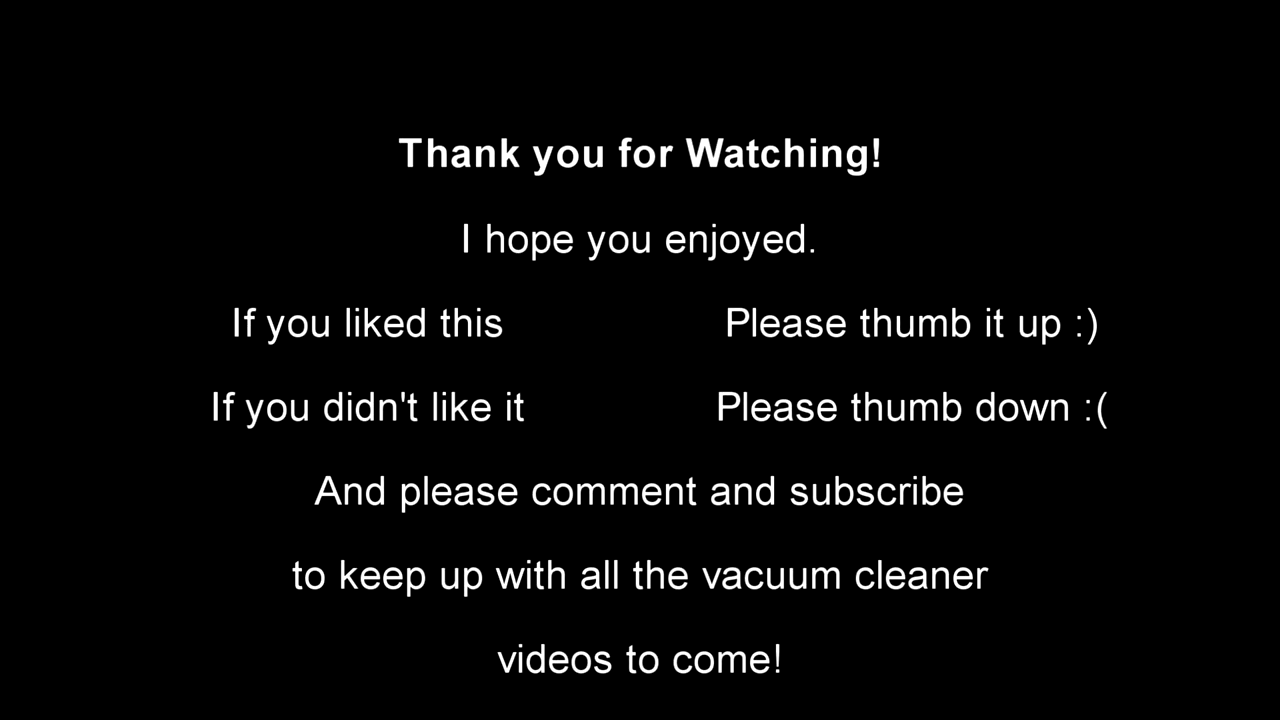 Thank you for Watching!
I hope you enjoyed.
If you liked this Please thumb it up :)
If you didn't like it Please thumb down :(
And please comment and subscribe
to keep up with all the vacuum cleaner
videos to come!